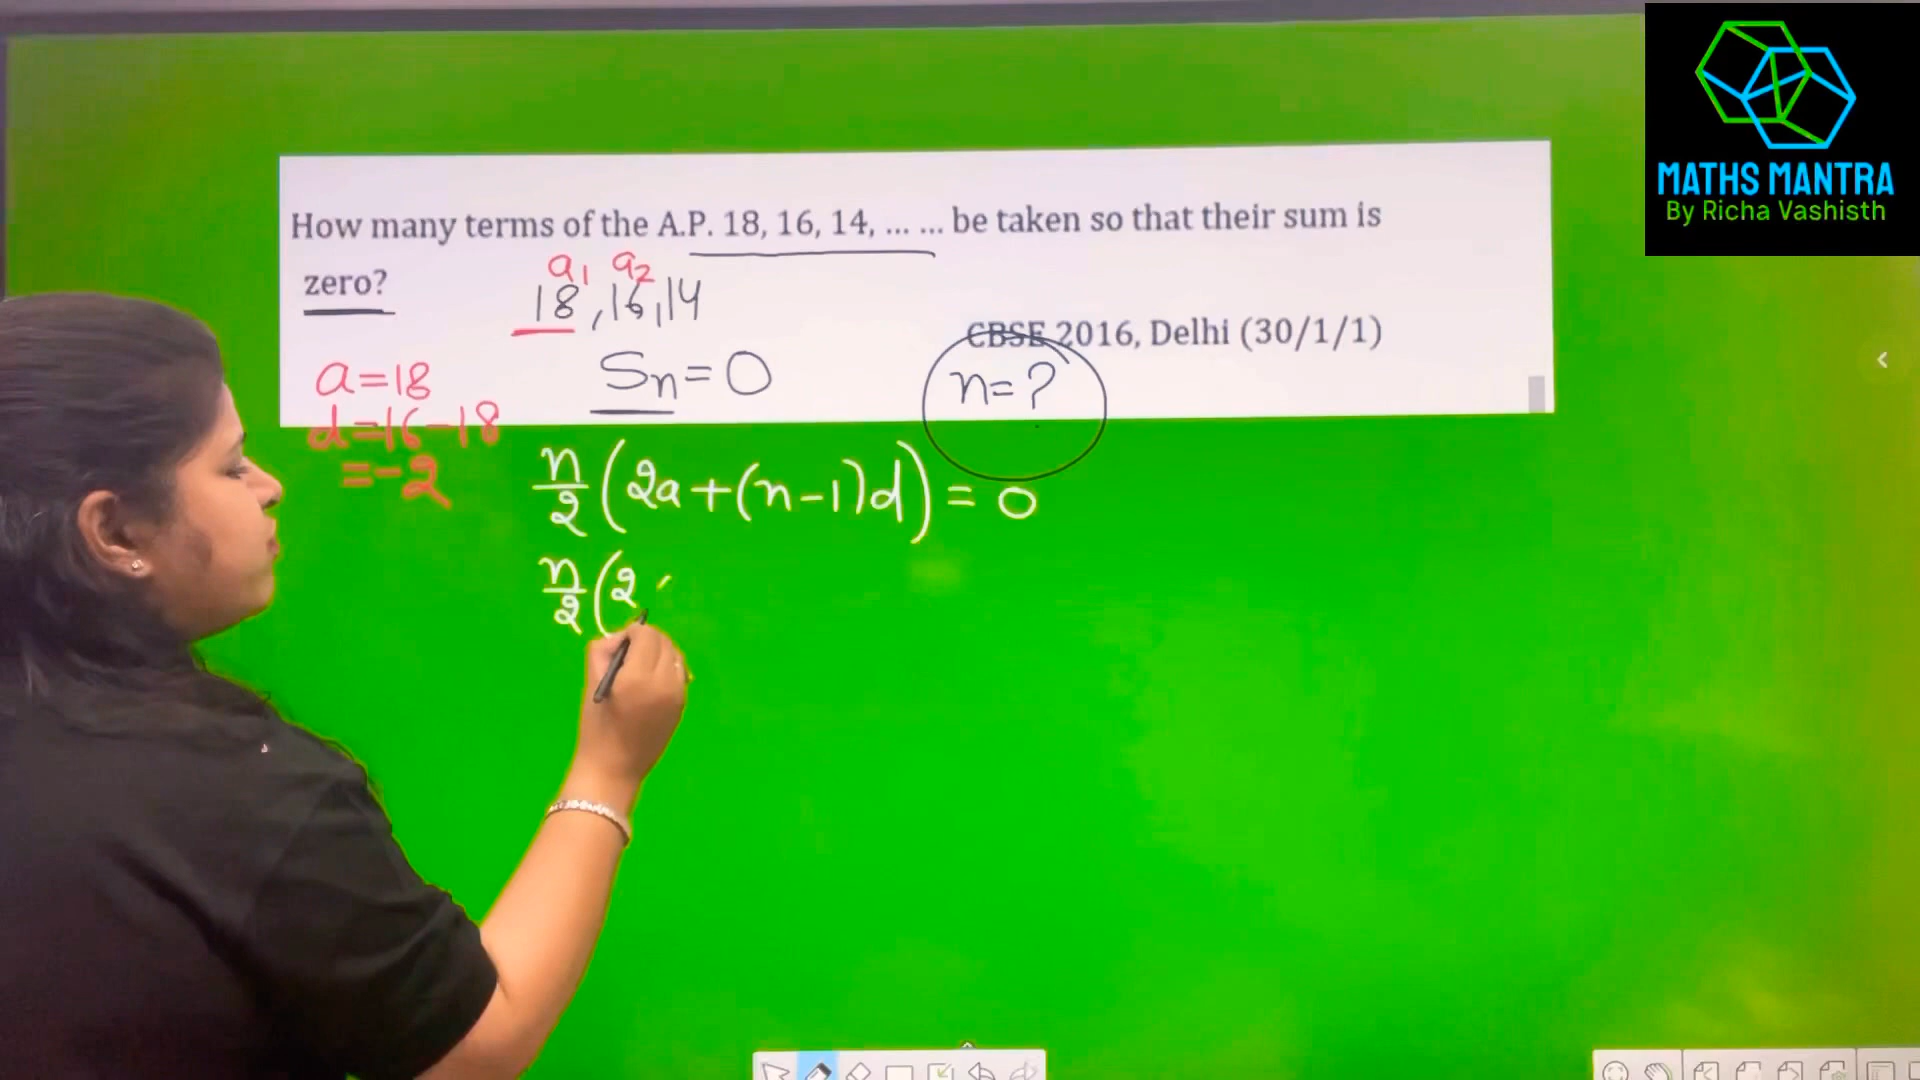 MATHS MANTRA
By Richa Vashisth
How many terms of the A.P. 18, 16, 14, ... ... be taken so that their sum is
zero?
a1 a2
18, 16, 14
CBSE 2016, Delhi (30/1/1)
a=18
Sn=0
n=?
d=16-18
=-2
n/2 (2a+(n-1)d) = 0
n/2 (2